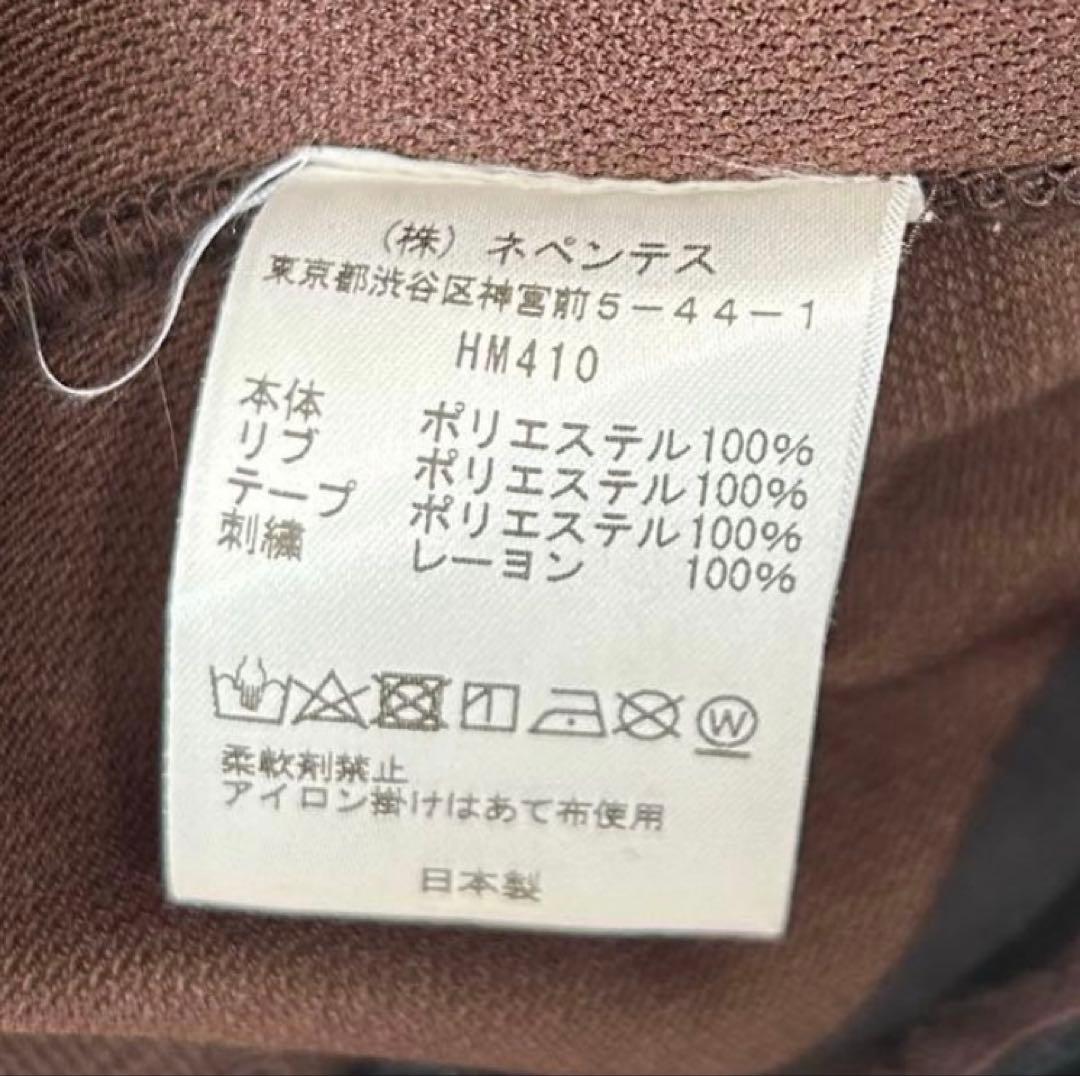 (株) ネペンテス
東京都渋谷区神宮前5-44-1
HM410
本体 ポリエステル100%
リブ ポリエステル100%
テープ ポリエステル100%
刺繍 レーヨン 100%
W
柔軟剤禁止
アイロン掛けはあて布使用
日本製